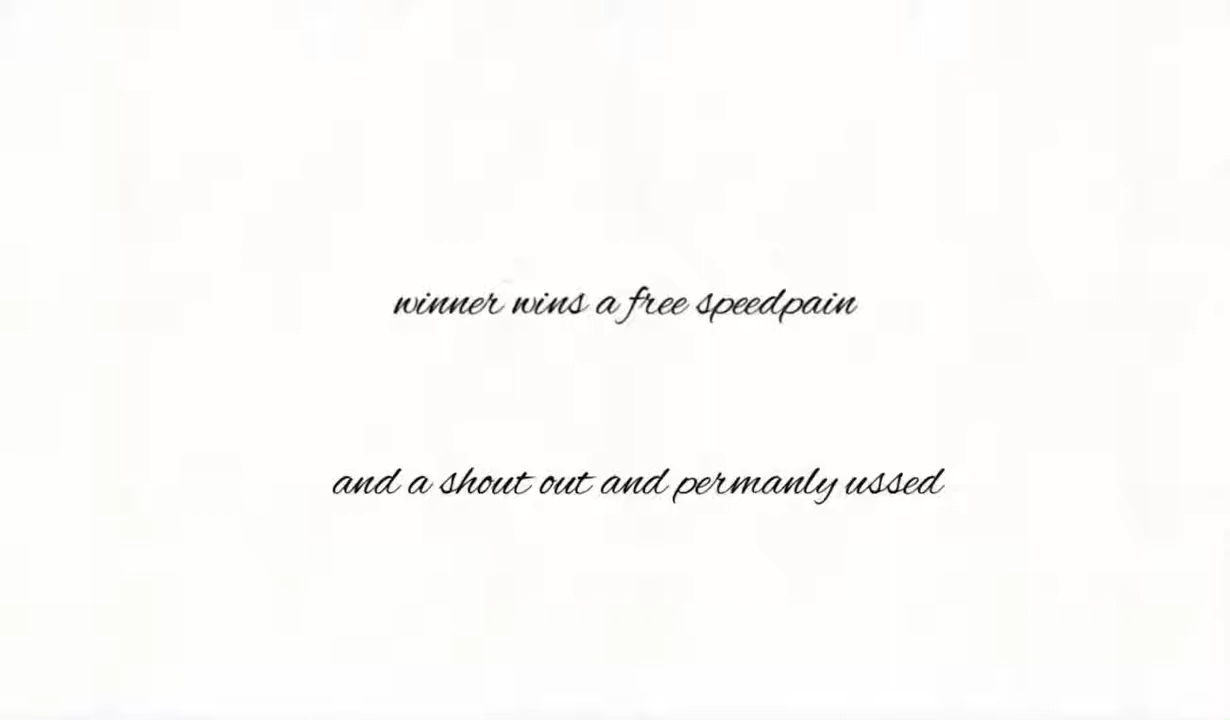 winner wins a free speedpain
and a shout out and permanly ussed